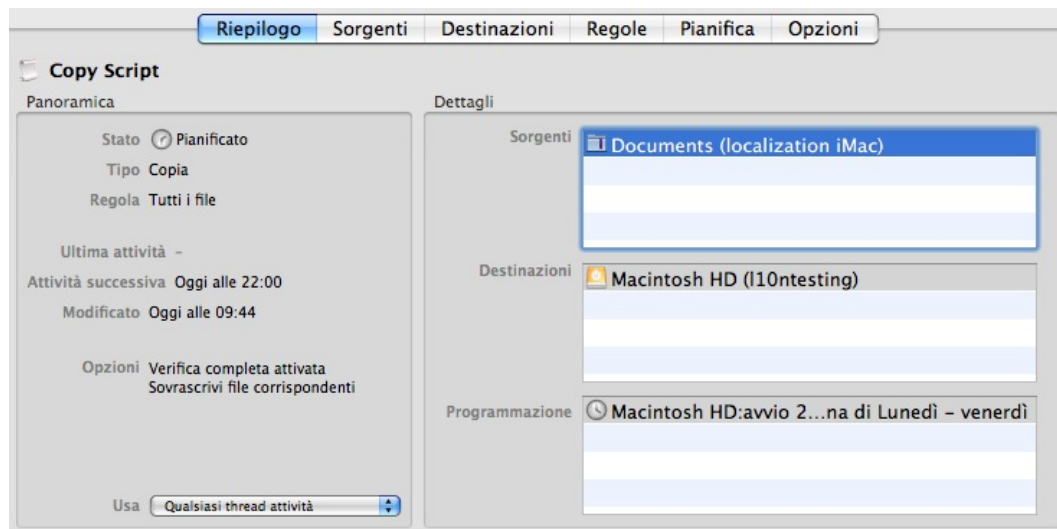 Riepilogo Sorgenti Destinazioni Regole Pianifica Opzioni
Copy Script
Panoramica
Stato Pianificato
Tipo Copia
Regola Tutti i file
Ultima attività -
Attività successiva Oggi alle 22:00
Modificato Oggi alle 09:44
Opzioni Verifica completa attivata
Sovrascrivi file corrispondenti
Usa Qualsiasi thread attività
Dettagli
Sorgenti Documents (localization iMac)
Destinazioni Macintosh HD (l10ntesting)
Programmazione Macintosh HD:avvio 2...na di Lunedì – venerdì